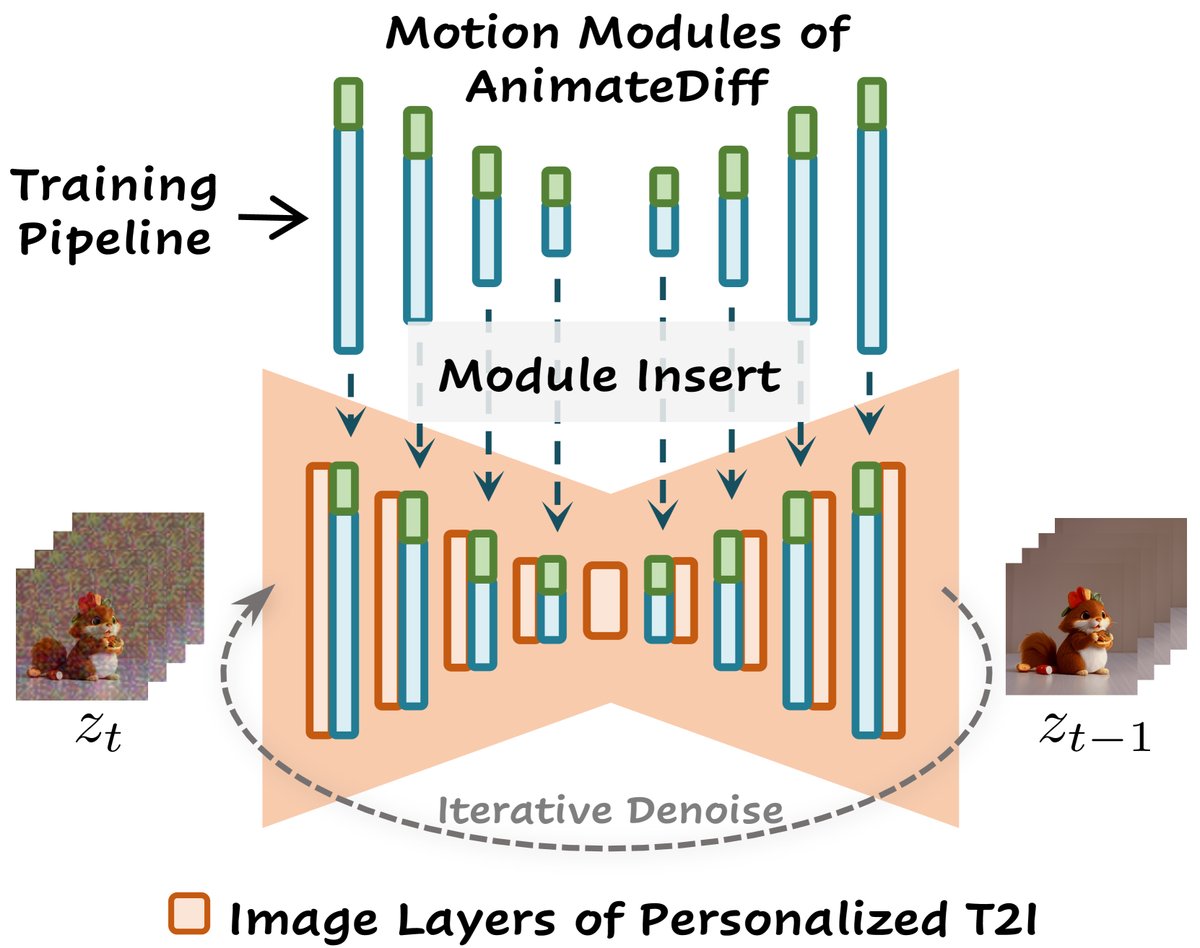 Motion Modules of
AnimateDiff
Training
Pipeline
Module Insert
z_t
z_{t-1}
Iterative Denoise
Image Layers of Personalized T2I